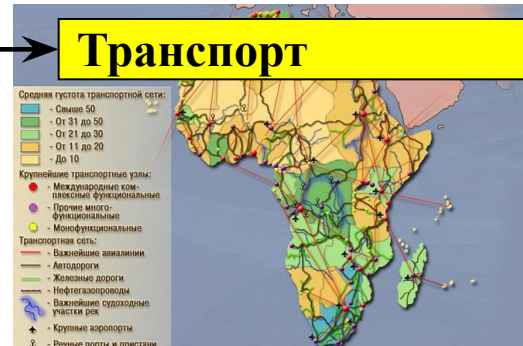 Транспорт
Средняя густота транспортной сети:
- Свыше 50
- От 31 до 50
- От 21 до 30
- От 11 до 20
- До 10
Крупнейшие транспортные узлы:
- Международные ком-
плексные функциональные
- Прочие много-
функциональные
- Монофункциональные
Транспортная сеть:
- Важнейшие авиалинии
- Автодороги
- Железные дороги
- Нефтегазопроводы
- Важнейшие судоходные
участки рек
- Крупные аэропорты
- Речные порты и пристани